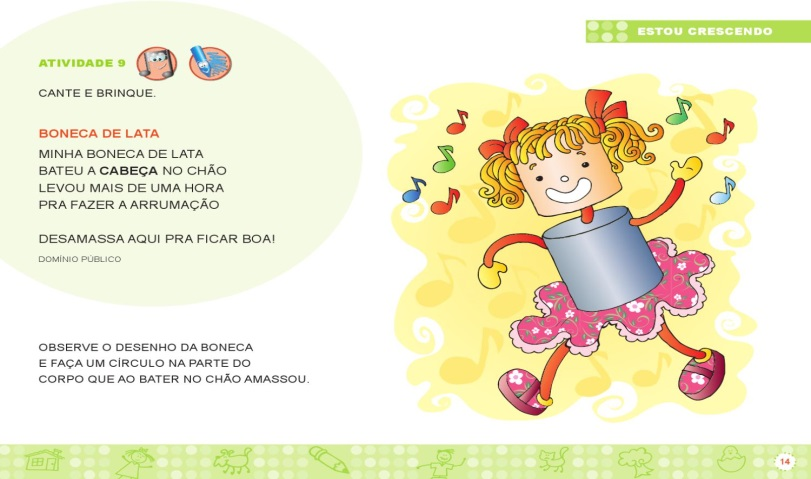 ESTOU CRESCENDO
ATIVIDADE 9
CANTE E BRINQUE.
BONECA DE LATA
MINHA BONECA DE LATA
BATEU A CABEÇA NO CHÃO
LEVOU MAIS DE UMA HORA
PRA FAZER A ARRUMAÇÃO
DESAMASSA AQUI PRA FICAR BOA!
DOMÍNIO PÚBLICO
OBSERVE O DESENHO DA BONECA
E FAÇA UM CÍRCULO NA PARTE DO
CORPO QUE AO BATER NO CHÃO AMASSOU.
14